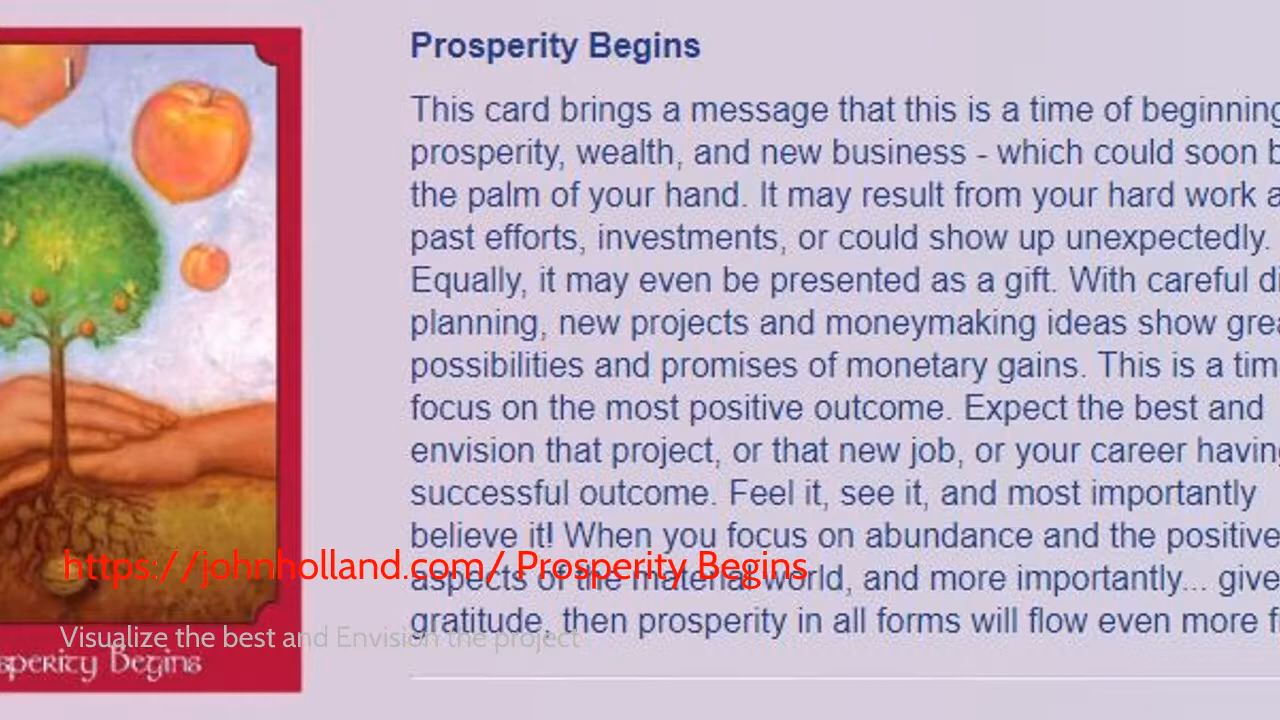 I
Prosperity Begins
This card brings a message that this is a time of beginning
prosperity, wealth, and new business - which could soon b
the palm of your hand. It may result from your hard work a
past efforts, investments, or could show up unexpectedly.
Equally, it may even be presented as a gift. With careful di
planning, new projects and moneymaking ideas show grea
possibilities and promises of monetary gains. This is a tim
focus on the most positive outcome. Expect the best and
envision that project, or that new job, or your career having
successful outcome. Feel it, see it, and most importantly
believe it! When you focus on abundance and the positive
https://johnholland.com/ Prosperity Begins
aspects of the material world, and more importantly... give
gratitude, then prosperity in all forms will flow even more f
Visualize the best and Envision the project
sperity Begins